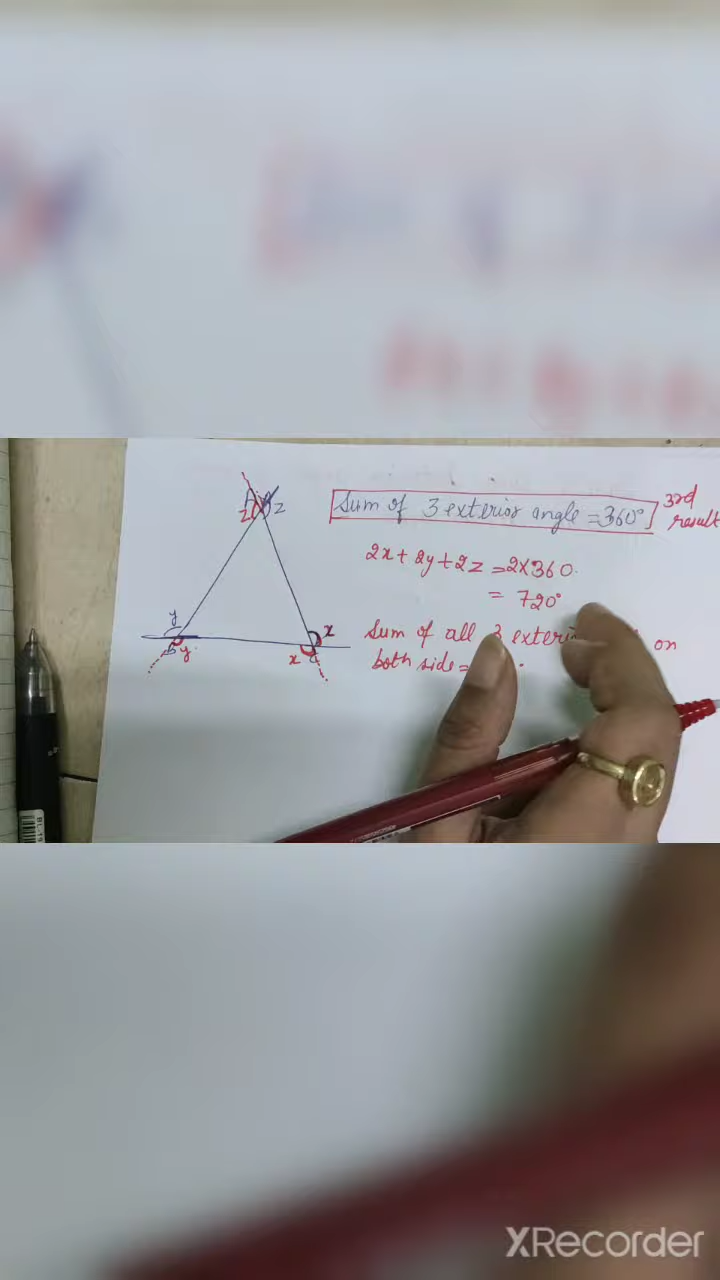 Sum of 3 exterior angle = 360°
3rd
result
2x + 2y + 2z = 2×360
= 720°
Sum of all 3 on
both side =
A
z z
y
B y
x
x C
XRecorder